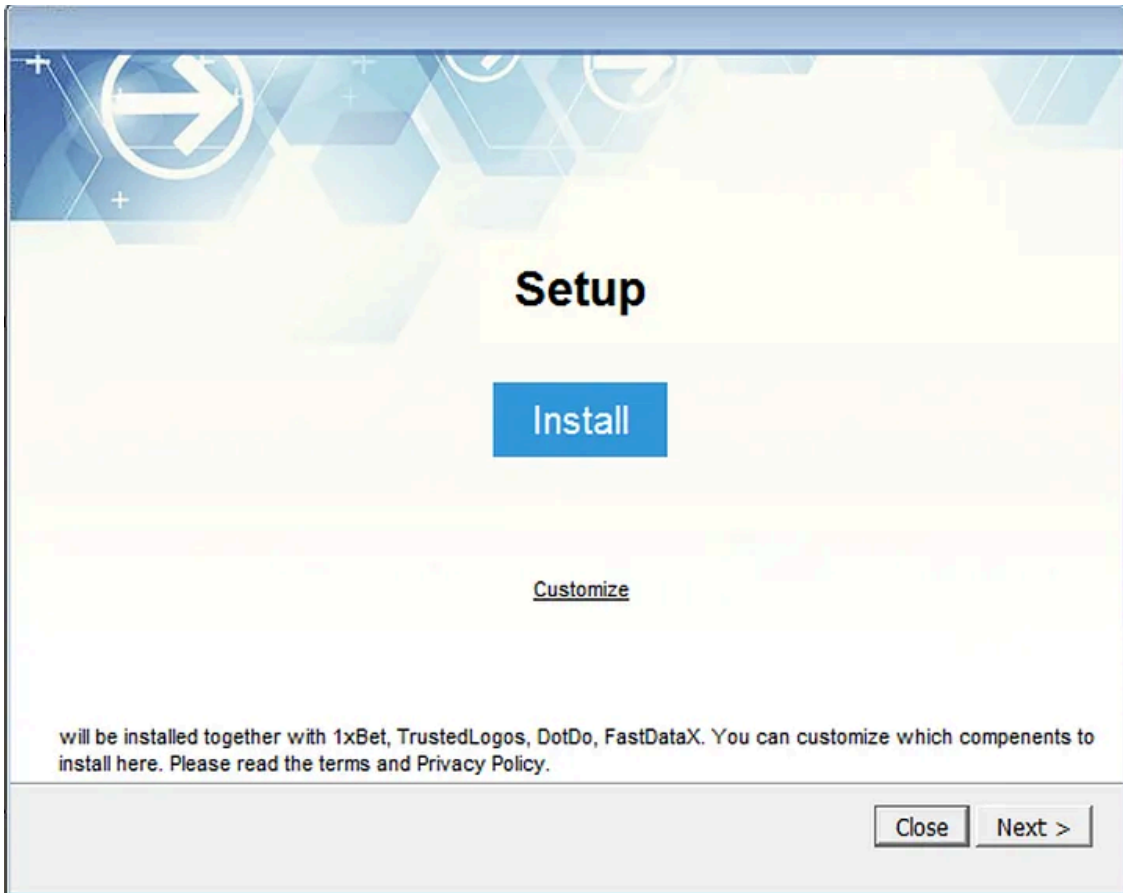 Setup
Install
Customize
will be installed together with 1xBet, TrustedLogos, DotDo, FastDataX. You can customize which compenents to
install here. Please read the terms and Privacy Policy.
Close
Next >